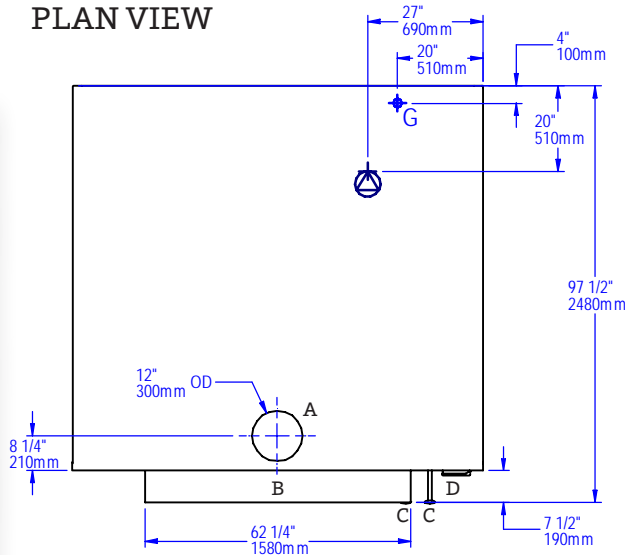 PLAN VIEW
27"
690mm
20"
510mm
4"
100mm
G
20"
510mm
97 1/2"
2480mm
12"
300mm OD
A
8 1/4"
210mm
B
D
C C
62 1/4"
1580mm
7 1/2"
190mm